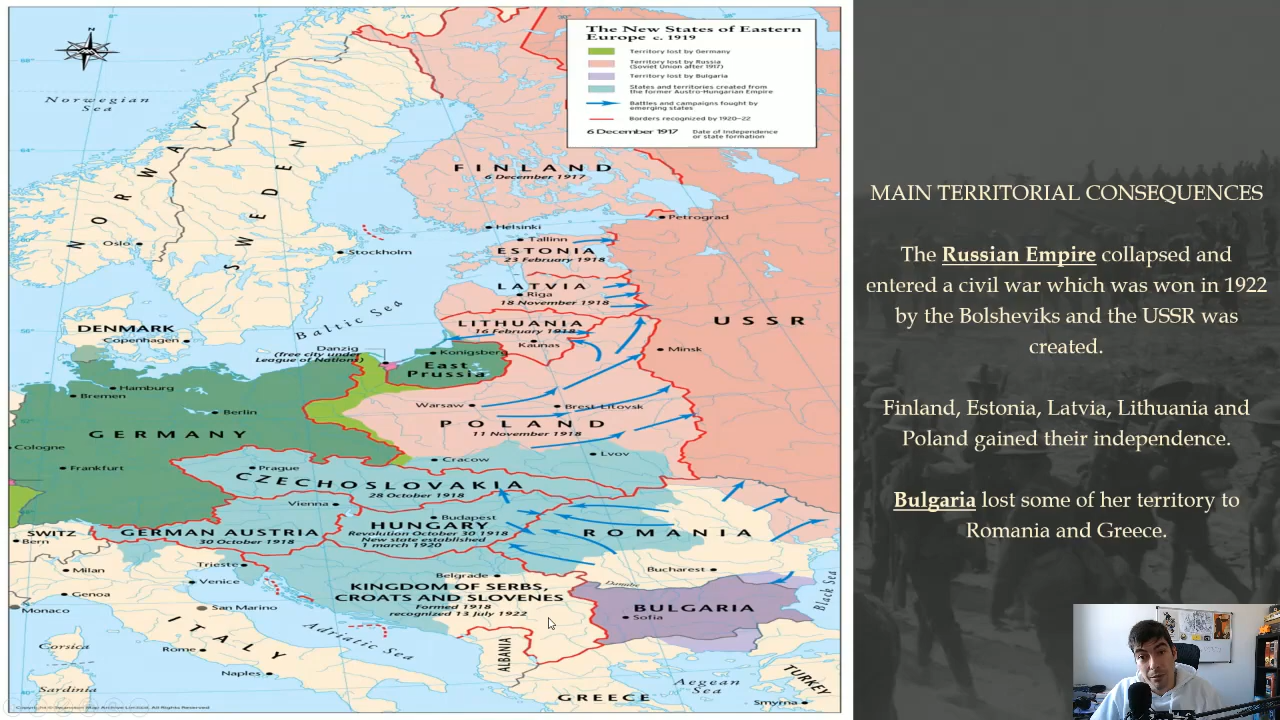 The New States of Eastern
Europe c. 1919
Territory lost by Germany
Territory lost by Russia
(Soviet Union after 1917)
Territory lost by Bulgaria
States and territories created from
the former Austro-Hungarian Empire
Battles and campaigns fought by
emerging states
Borders recognized by 1920-22
6 December 1917
Date of independence
or state formation
Norwegian
Sea
NORWAY
SWEDEN
FINLAND
6 December 1917
Petrograd
Helsinki
Oslo
Tallinn
Stockholm
ESTONIA
23 February 1918
LATVIA
Riga
18 November 1918
Baltic Sea
USSR
DENMARK
Copenhagen
LITHUANIA
16 February 1918
Kaunas
Minsk
Danzig
(free city under
League of Nations)
Konigsberg
East
Prussia
Hamburg
Bremen
Berlin
Warsaw
Brest-Litovsk
POLAND
11 November 1918
GERMANY
Cologne
Frankfurt
Cracow
Lvov
Prague
CZECHOSLOVAKIA
28 October 1918
Vienna
Budapest
HUNGARY
Revolution October 30 1918
New state established
1 march 1920
SWITZ
Bern
GERMAN AUSTRIA
30 October 1918
ROMANIA
Trieste
Milan
Venice
Belgrade
Bucharest
Danube
KINGDOM OF SERBS,
CROATS AND SLOVENES
Formed 1918
recognized 13 July 1922
Genoa
Monaco
San Marino
BULGARIA
Sofia
Black Sea
ITALY
Adriatic Sea
Corsica
Rome
ALBANIA
Naples
Sardinia
GREECE
Aegean
Sea
TURKEY
Smyrna
MAIN TERRITORIAL CONSEQUENCES
The Russian Empire collapsed and
entered a civil war which was won in 1922
by the Bolsheviks and the USSR was
created.
Finland, Estonia, Latvia, Lithuania and
Poland gained their independence.
Bulgaria lost some of her territory to
Romania and Greece.